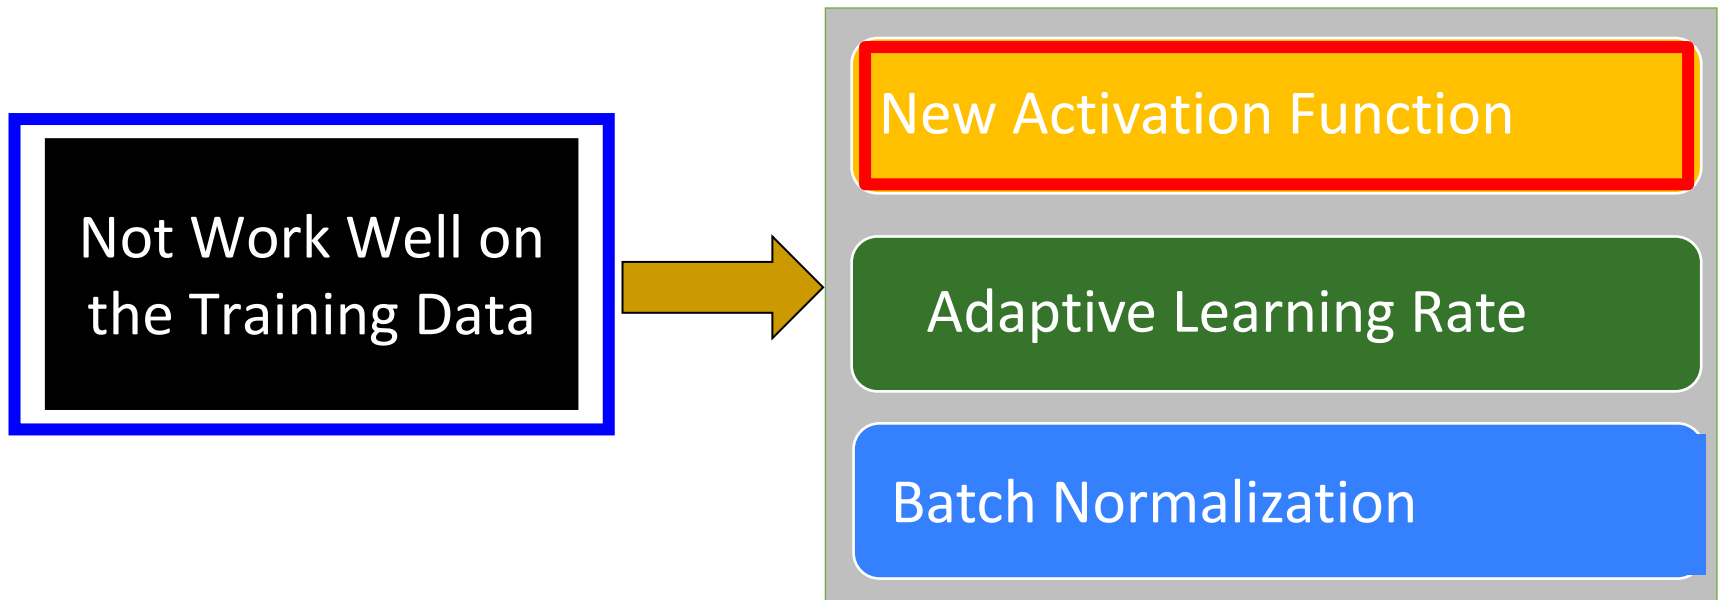 Not Work Well on
the Training Data
New Activation Function
Adaptive Learning Rate
Batch Normalization